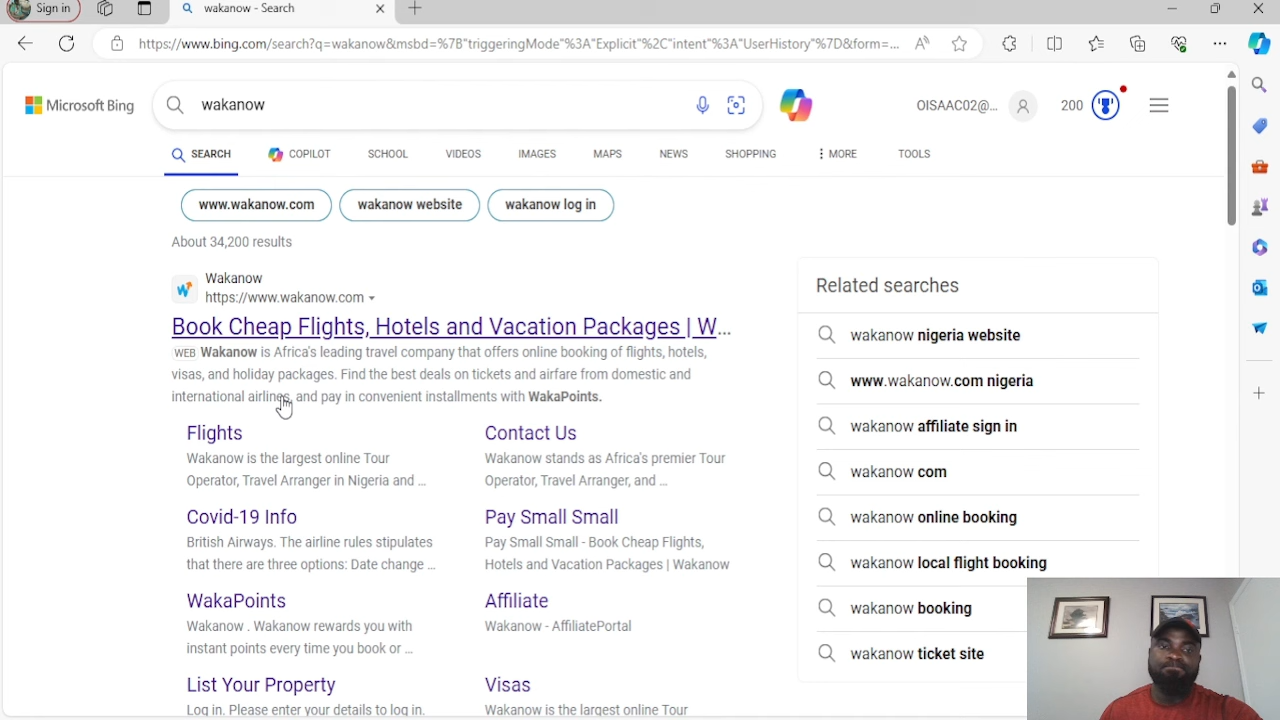 Sign in
wakanow - Search
https://www.bing.com/search?q=wakanow&msbd=%7B"triggeringMode"%3A"Explicit"%2C"intent"%3A"UserHistory"%7D&form=...
Microsoft Bing
wakanow
OISAAC02@...
200
SEARCH
COPILOT
SCHOOL
VIDEOS
IMAGES
MAPS
NEWS
SHOPPING
MORE
TOOLS
www.wakanow.com
wakanow website
wakanow log in
About 34,200 results
Wakanow
https://www.wakanow.com
Book Cheap Flights, Hotels and Vacation Packages | W...
WEB Wakanow is Africa's leading travel company that offers online booking of flights, hotels,
visas, and holiday packages. Find the best deals on tickets and airfare from domestic and
international airlines, and pay in convenient installments with WakaPoints.
Flights
Wakanow is the largest online Tour
Operator, Travel Arranger in Nigeria and ...
Contact Us
Wakanow stands as Africa's premier Tour
Operator, Travel Arranger, and ...
Covid-19 Info
British Airways. The airline rules stipulates
that there are three options: Date change ...
Pay Small Small
Pay Small Small - Book Cheap Flights,
Hotels and Vacation Packages | Wakanow
WakaPoints
Wakanow . Wakanow rewards you with
instant points every time you book or ...
Affiliate
Wakanow - AffiliatePortal
List Your Property
Log in. Please enter your details to log in.
Visas
Wakanow is the largest online Tour
Related searches
wakanow nigeria website
www.wakanow.com nigeria
wakanow affiliate sign in
wakanow com
wakanow online booking
wakanow local flight booking
wakanow booking
wakanow ticket site